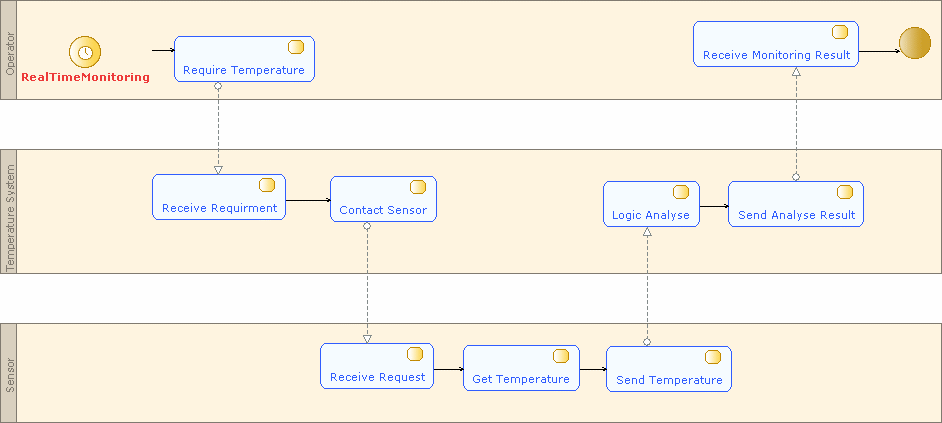 Operator
RealTimeMonitoring
Require Temperature
Receive Monitoring Result
Temperature System
Receive Requirment
Contact Sensor
Logic Analyse
Send Analyse Result
Sensor
Receive Request
Get Temperature
Send Temperature